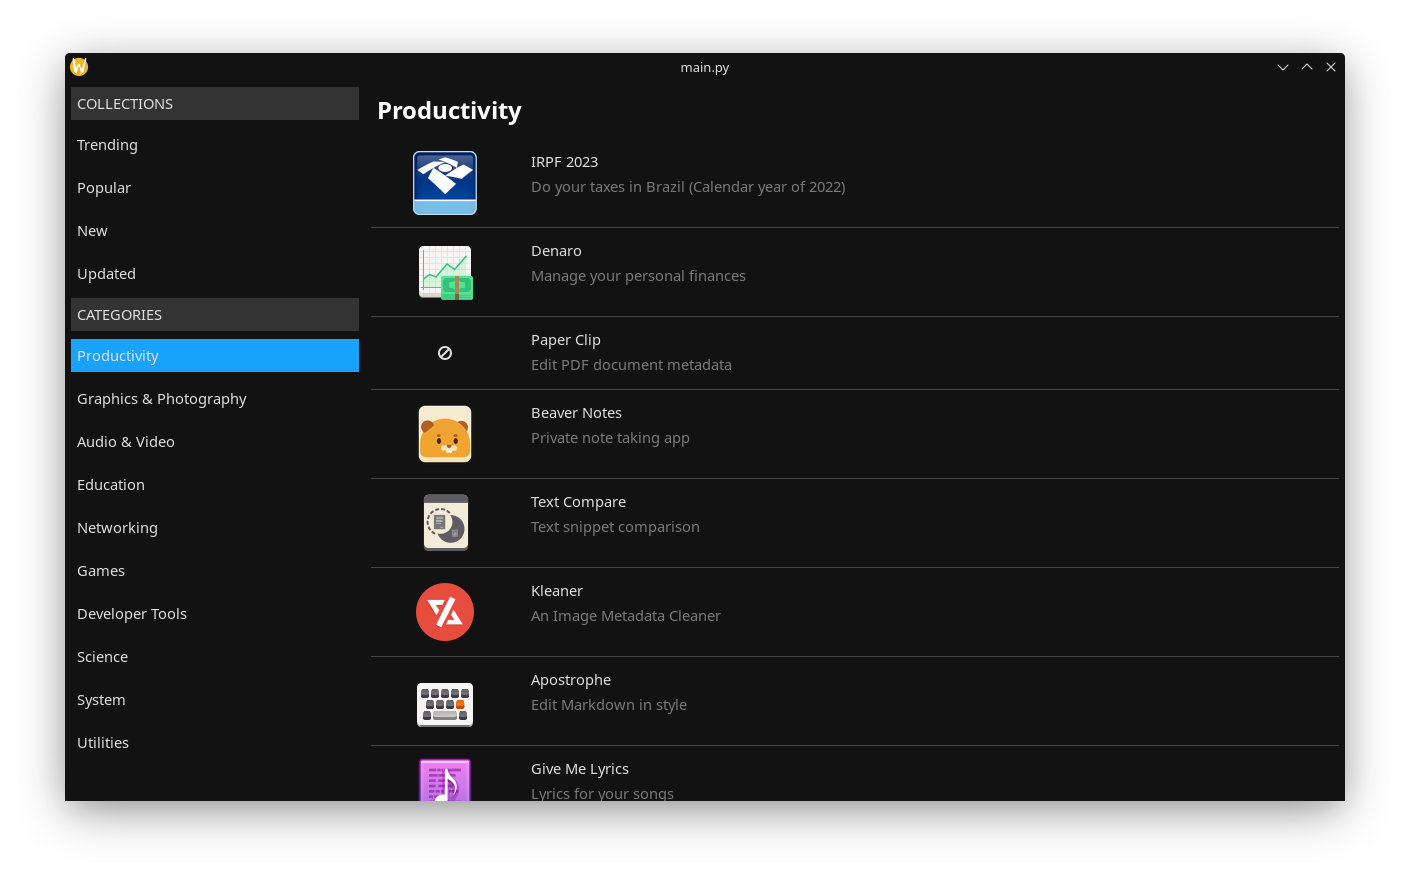 main.py
COLLECTIONS
Trending
Popular
New
Updated
CATEGORIES
Productivity
Graphics & Photography
Audio & Video
Education
Networking
Games
Developer Tools
Science
System
Utilities
Productivity
IRPF 2023
Do your taxes in Brazil (Calendar year of 2022)
Denaro
Manage your personal finances
Paper Clip
Edit PDF document metadata
Beaver Notes
Private note taking app
Text Compare
Text snippet comparison
Kleaner
An Image Metadata Cleaner
Apostrophe
Edit Markdown in style
Give Me Lyrics
Lyrics for your songs